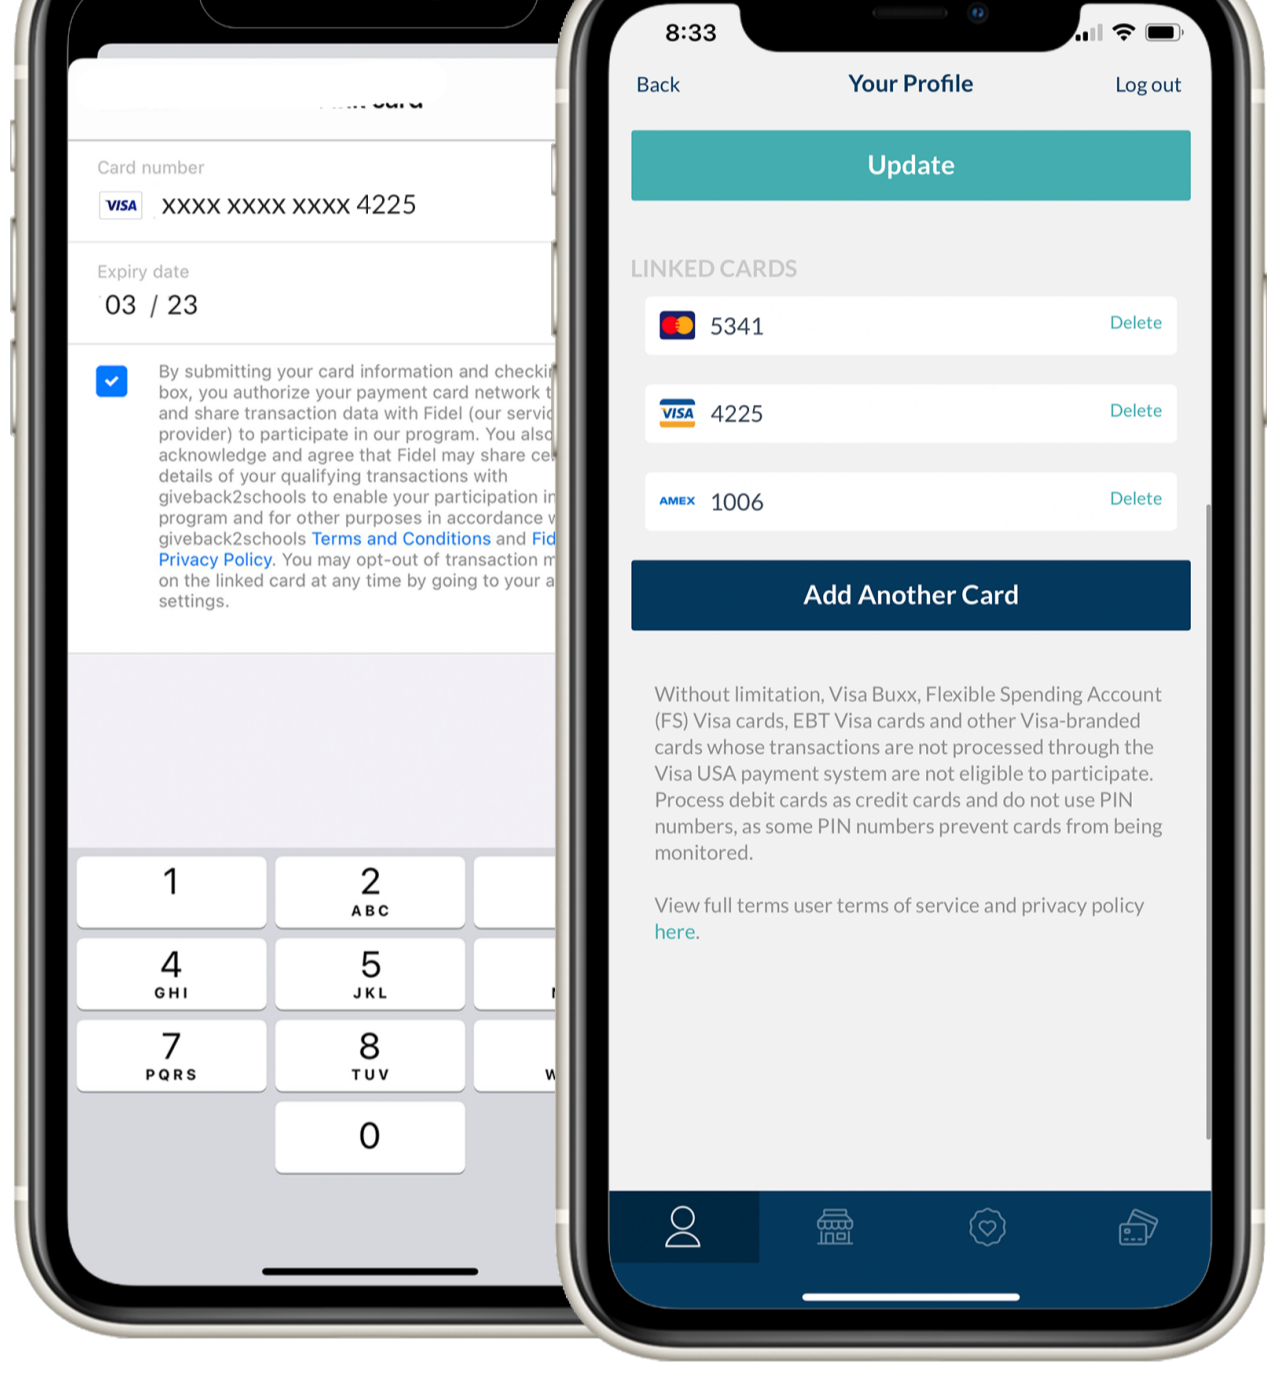 card
Card number
VISA XXXX XXXX XXXX 4225
Expiry date
03 / 23
By submitting your card information and
box, you authorize your payment card network
and share transaction data with Fidel (our
provider) to participate in our program. You also
acknowledge and agree that Fidel may share
details of your qualifying transactions with
giveback2schools to enable your participation in
program and for other purposes in accordance
giveback2schools Terms and Conditions and
Privacy Policy. You may opt-out of transaction
on the linked card at any time by going to your
settings.
1
2
ABC
4
GHI
5
JKL
7
PQRS
8
TUV
W
0
8:33
Back Your Profile Log out
Update
LINKED CARDS
5341 Delete
VISA 4225 Delete
AMEX 1006 Delete
Add Another Card
Without limitation, Visa Buxx, Flexible Spending Account
(FS) Visa cards, EBT Visa cards and other Visa-branded
cards whose transactions are not processed through the
Visa USA payment system are not eligible to participate.
Process debit cards as credit cards and do not use PIN
numbers, as some PIN numbers prevent cards from being
monitored.
View full terms user terms of service and privacy policy
here.